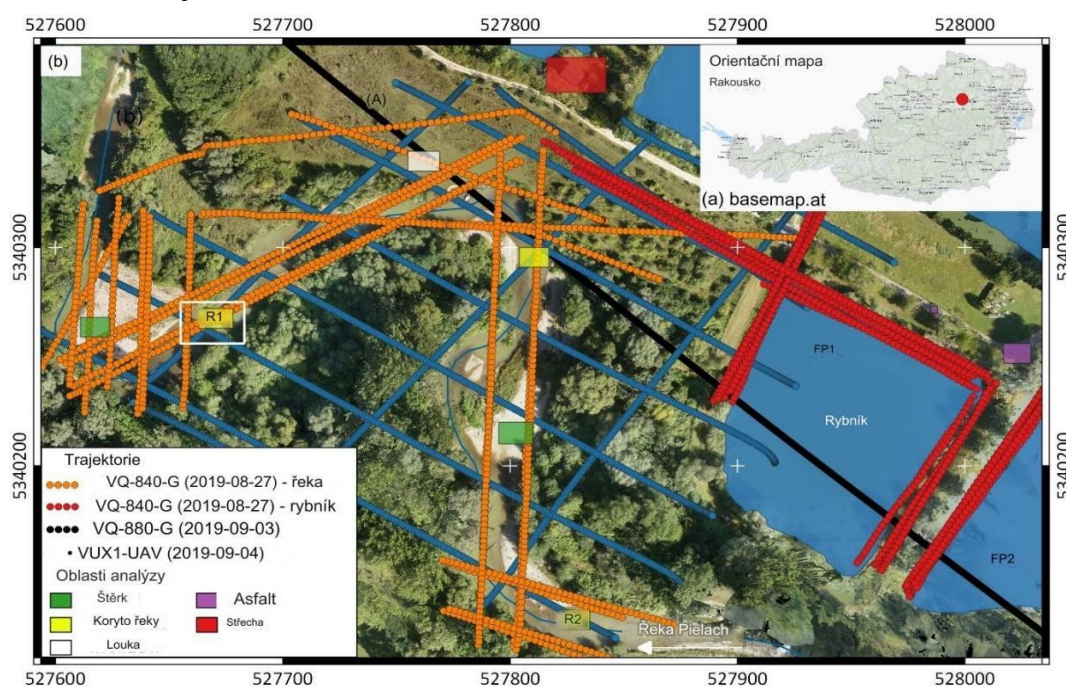 527600 527700 527800 527900 528000
(b)
(b)
(A)
Orientační mapa
Rakousko
(a) basemap.at
5340300
5340300
5340200
5340200
R1
FP1
Rybník
FP2
R2
Řeka Pielach
Trajektorie
VQ-840-G (2019-08-27) - řeka
VQ-840-G (2019-08-27) - rybník
VQ-880-G (2019-09-03)
• VUX1-UAV (2019-09-04)
Oblasti analýzy
Štěrk
Asfalt
Koryto řeky
Střecha
Louka
527600 527700 527800 527900 528000